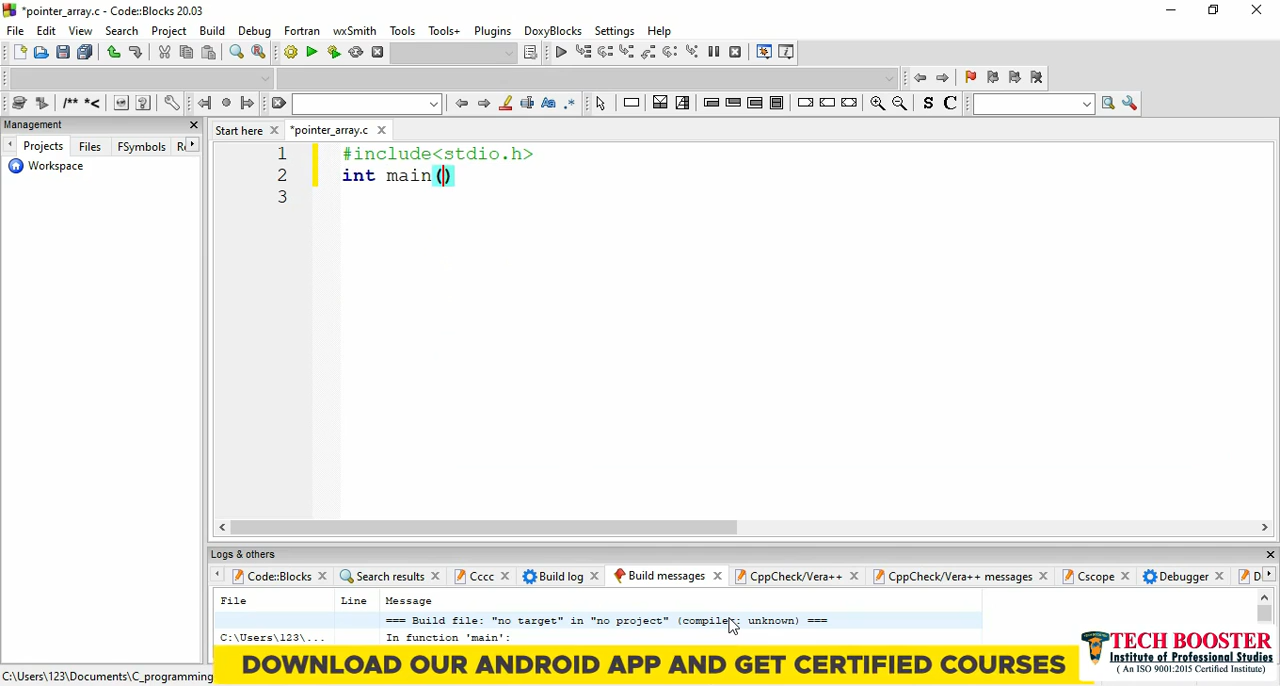 *pointer_array.c - Code::Blocks 20.03
File Edit View Search Project Build Debug Fortran wxSmith Tools Tools+ Plugins DoxyBlocks Settings Help
/** *<
S C
Management
Projects Files FSymbols
Workspace
Start here *pointer_array.c
1 #include<stdio.h>
2 int main()
3
Logs & others
Code::Blocks Search results Cccc Build log Build messages CppCheck/Vera++ CppCheck/Vera++ messages Cscope Debugger
File Line Message
=== Build file: "no target" in "no project" (compiler: unknown) ===
C:\Users\123\... In function 'main':
C:\Users\123\Documents\C_programming
DOWNLOAD OUR ANDROID APP AND GET CERTIFIED COURSES
TECH BOOSTER
Institute of Professional Studies
( An ISO 9001:2015 Certified Institute)